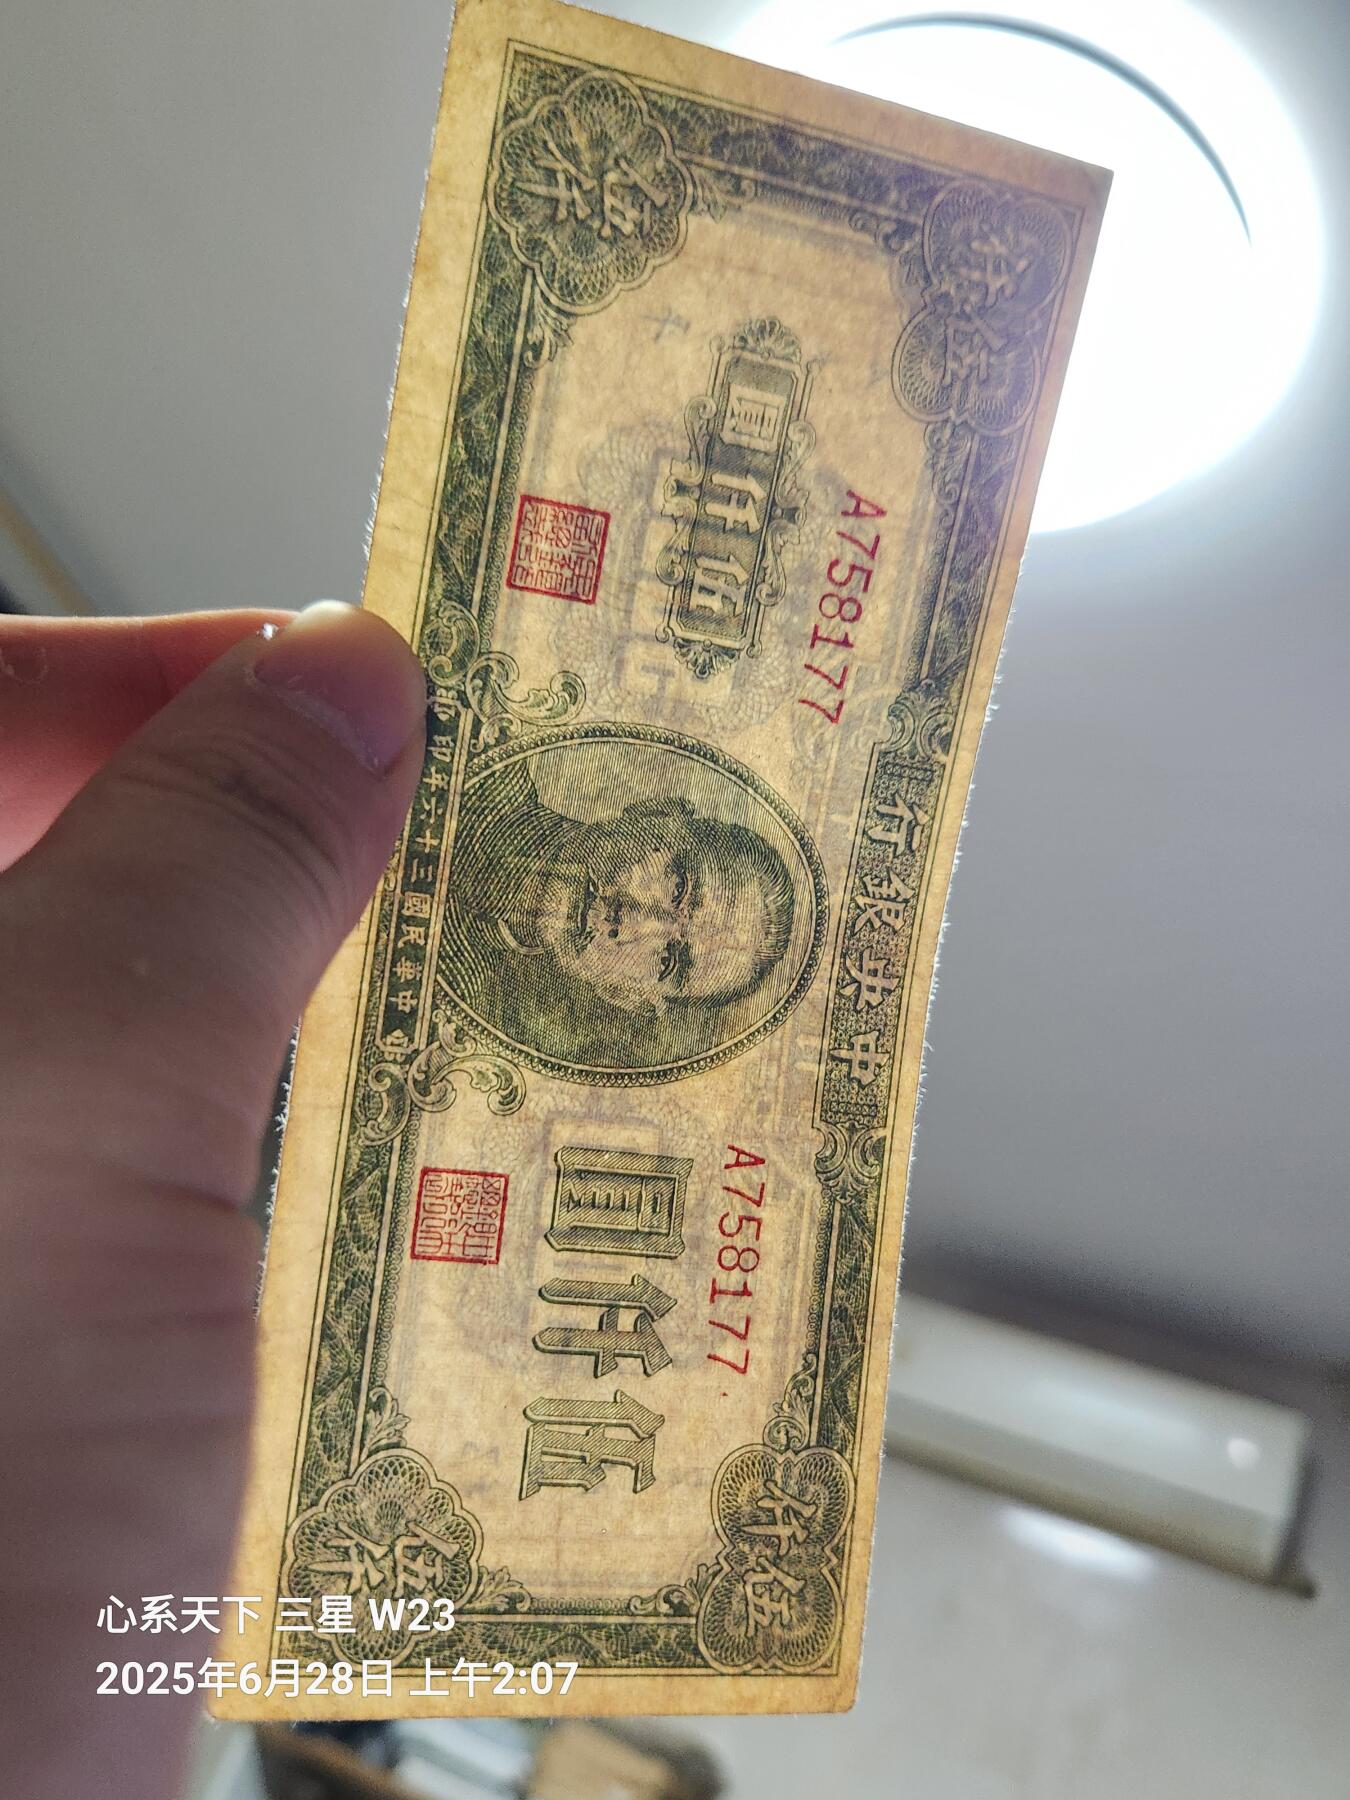 中央銀行
A758177
A758177
伍仟圓
伍仟圓
伍仟
伍仟
伍仟
伍仟
中華民國三十六年印
心系天下 三星 W23
2025年6月28日 上午2:07